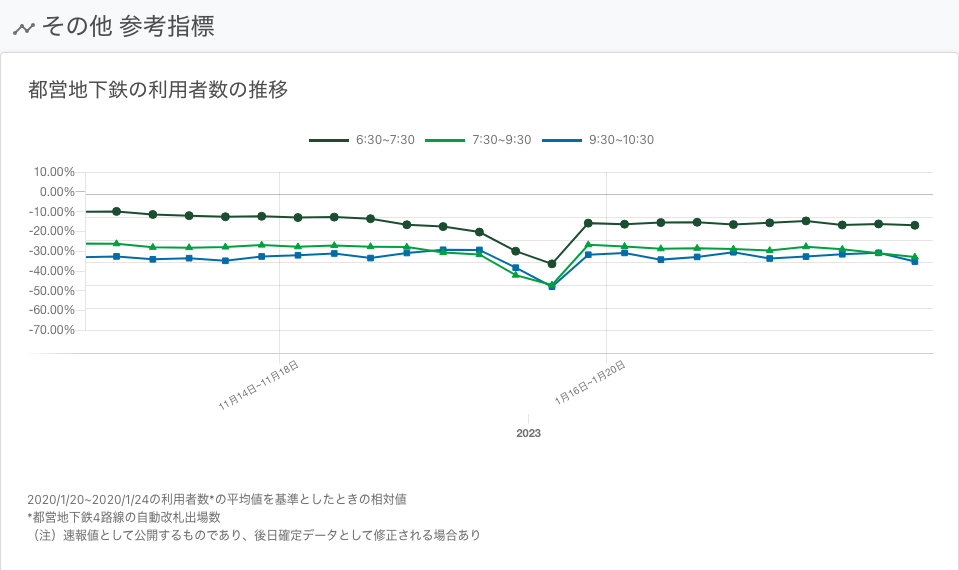 その他 参考指標
都営地下鉄の利用者数の推移
6:30~7:30 7:30~9:30 9:30~10:30
10.00%
0.00%
-10.00%
-20.00%
-30.00%
-40.00%
-50.00%
-60.00%
-70.00%
11月14日~11月18日 1月16日~1月20日
2023
2020/1/20~2020/1/24の利用者数*の平均値を基準としたときの相対値
*都営地下鉄4路線の自動改札出場数
（注）速報値として公開するものであり、後日確定データとして修正される場合あり